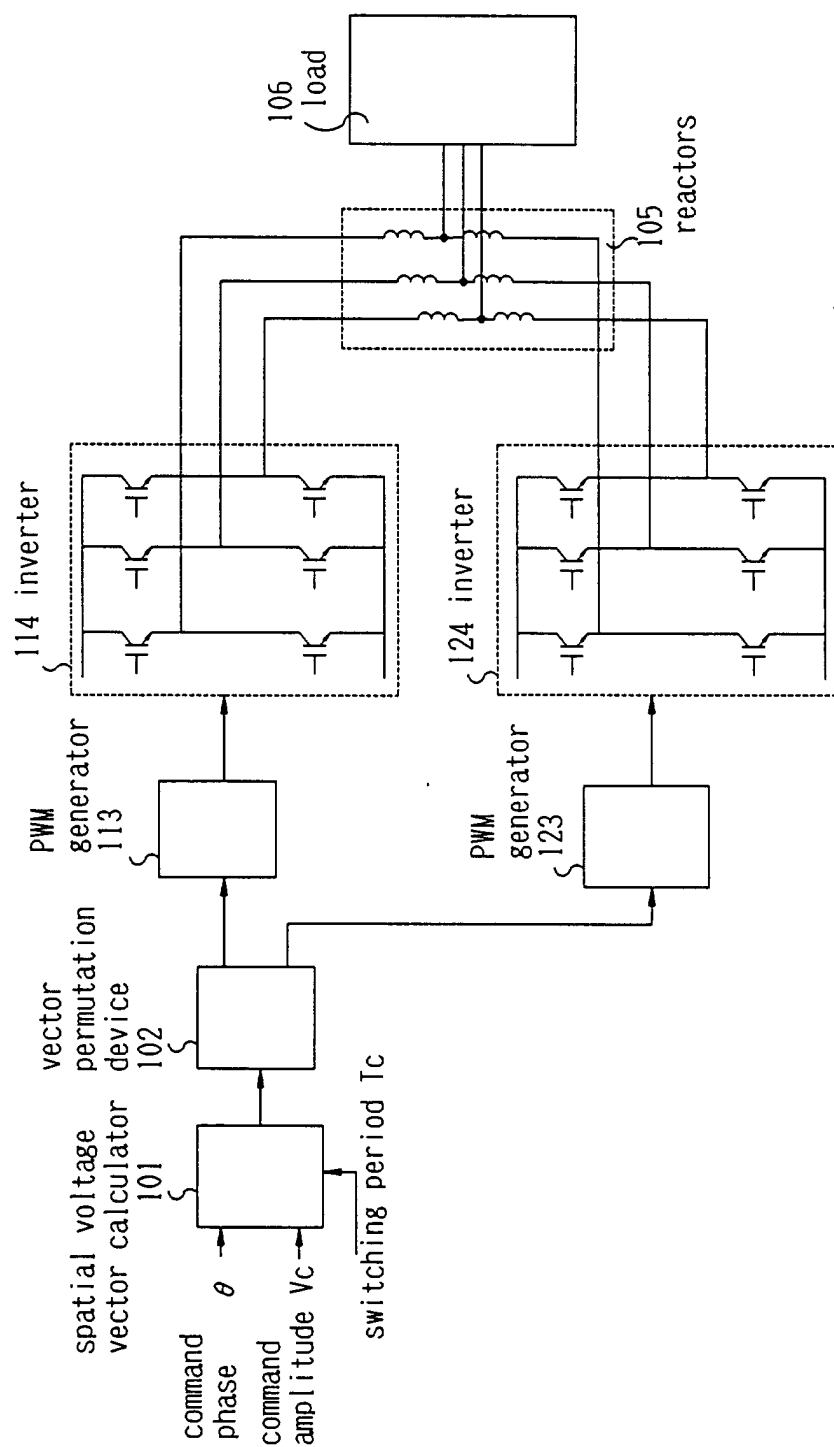 command
phase θ
command
amplitude Vc
switching period Tc
spatial voltage
vector calculator
101
vector
permutation
device
102
PWM
generator
113
PWM
generator
123
114 inverter
124 inverter
105
reactors
106
load